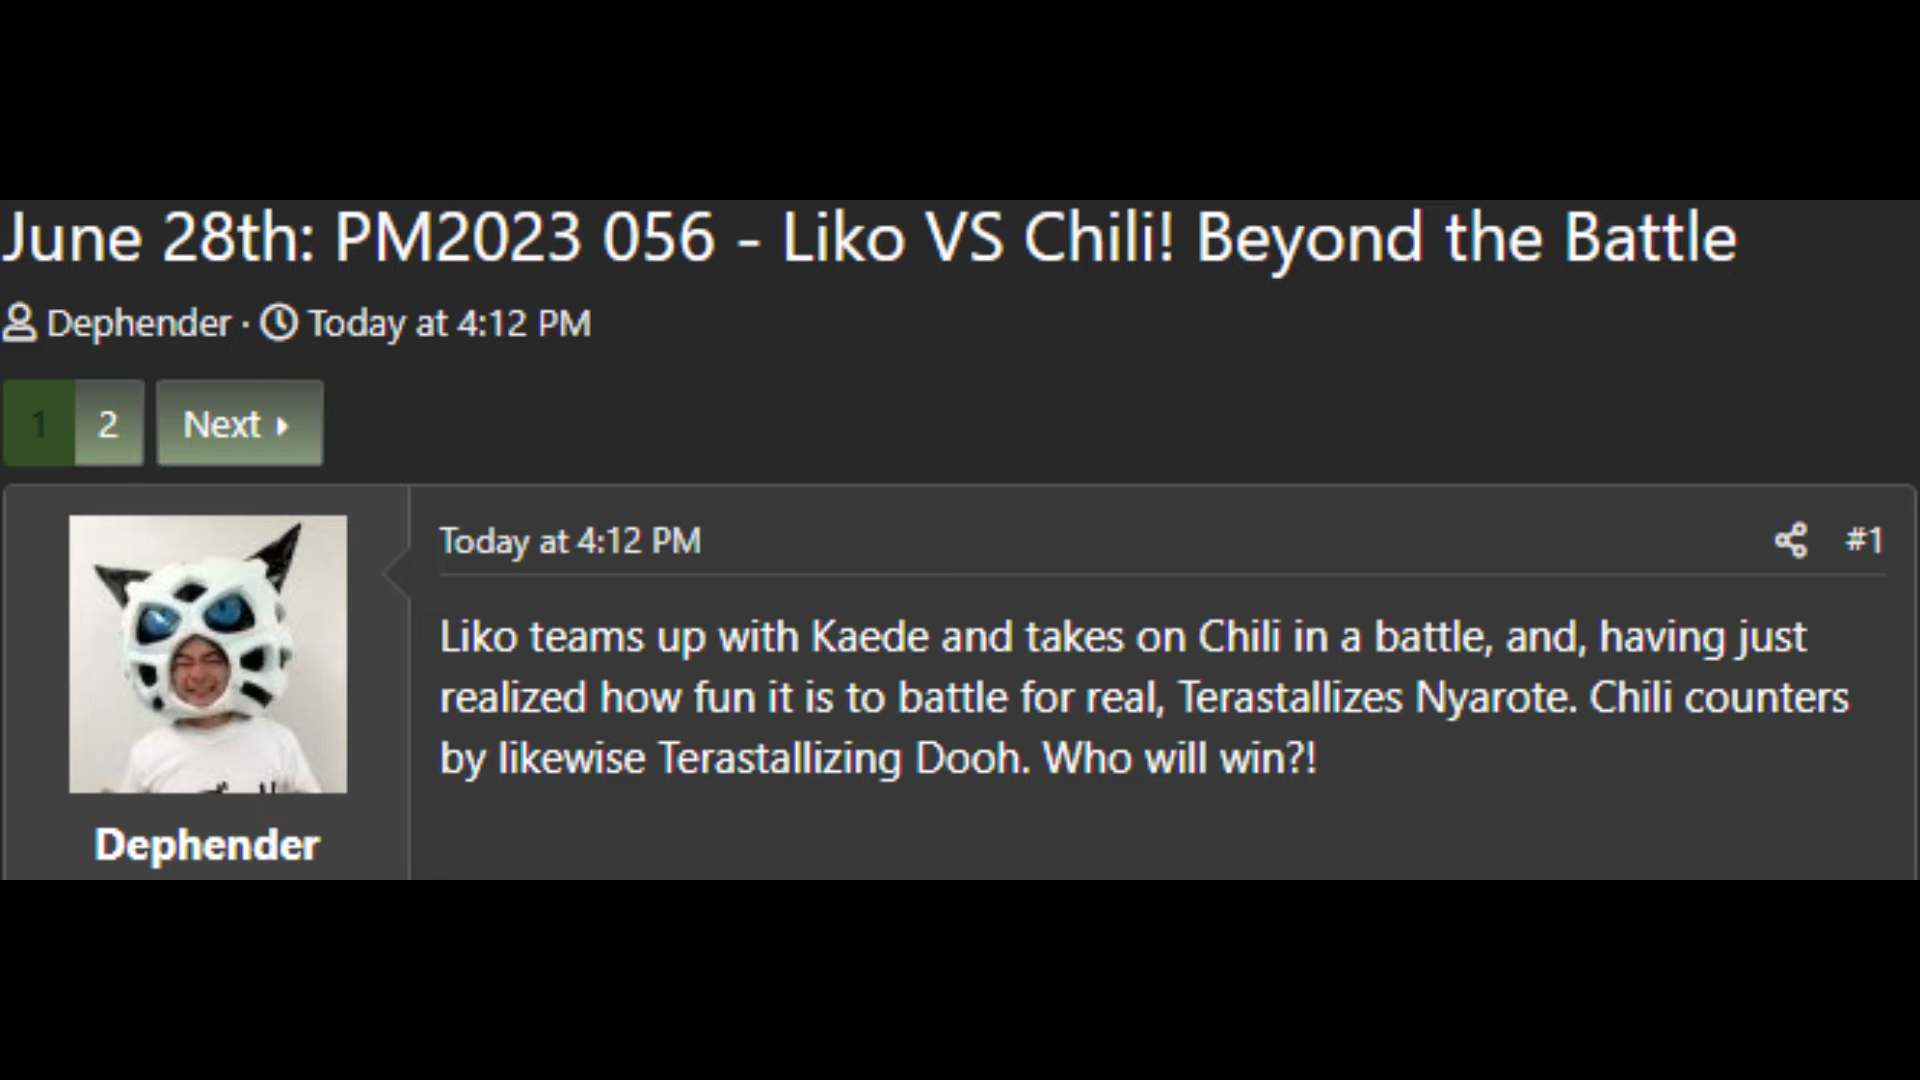 June 28th: PM2023 056 - Liko VS Chili! Beyond the Battle
Dephender · Today at 4:12 PM
1 2 Next
Today at 4:12 PM #1
Liko teams up with Kaede and takes on Chili in a battle, and, having just
realized how fun it is to battle for real, Terastallizes Nyarote. Chili counters
by likewise Terastallizing Dooh. Who will win?!
Dephender